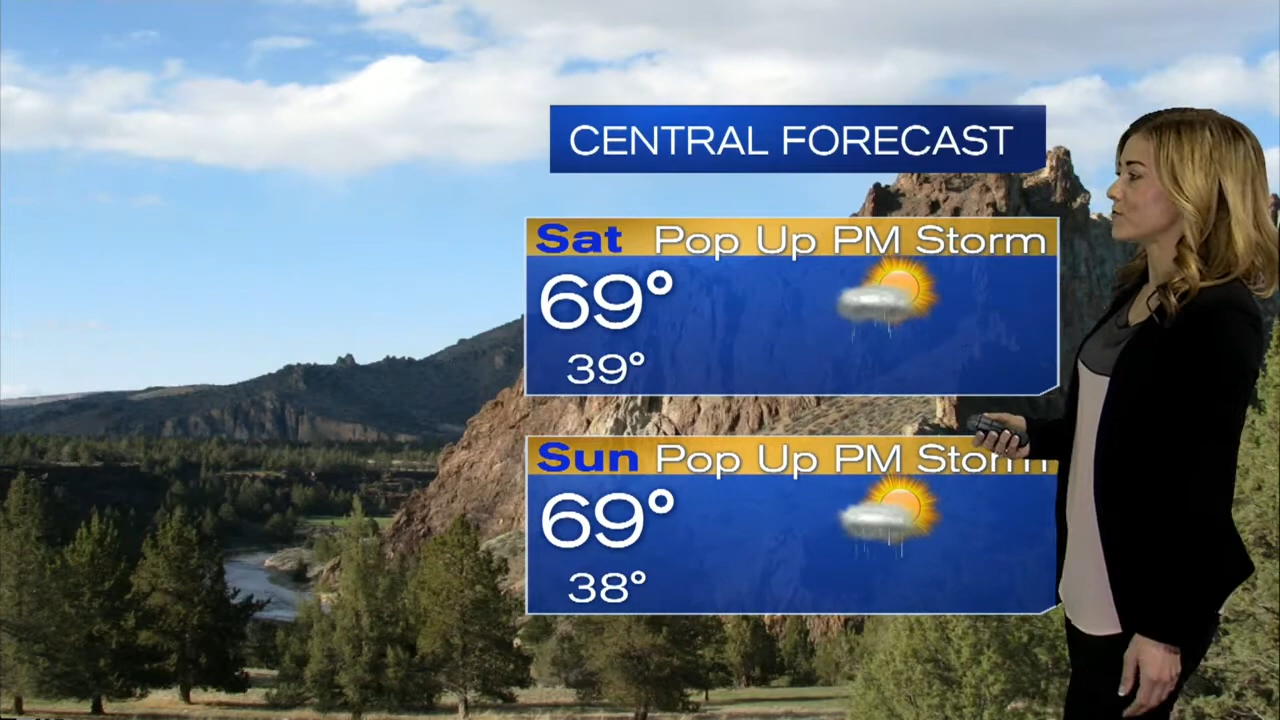 CENTRAL FORECAST
Sat Pop Up PM Storm
69°
39°
Sun Pop Up PM Storm
69°
38°